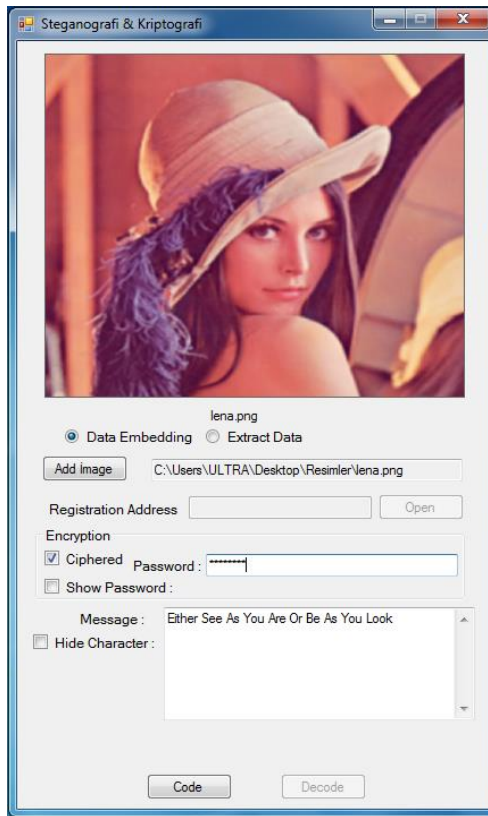 Steganografi & Kriptografi
lena.png
Data Embedding Extract Data
Add Image C:\Users\ULTRA\Desktop\Resimler\lena.png
Registration Address Open
Encryption
Ciphered Password : ********
Show Password :
Message : Either See As You Are Or Be As You Look
Hide Character :
Code Decode